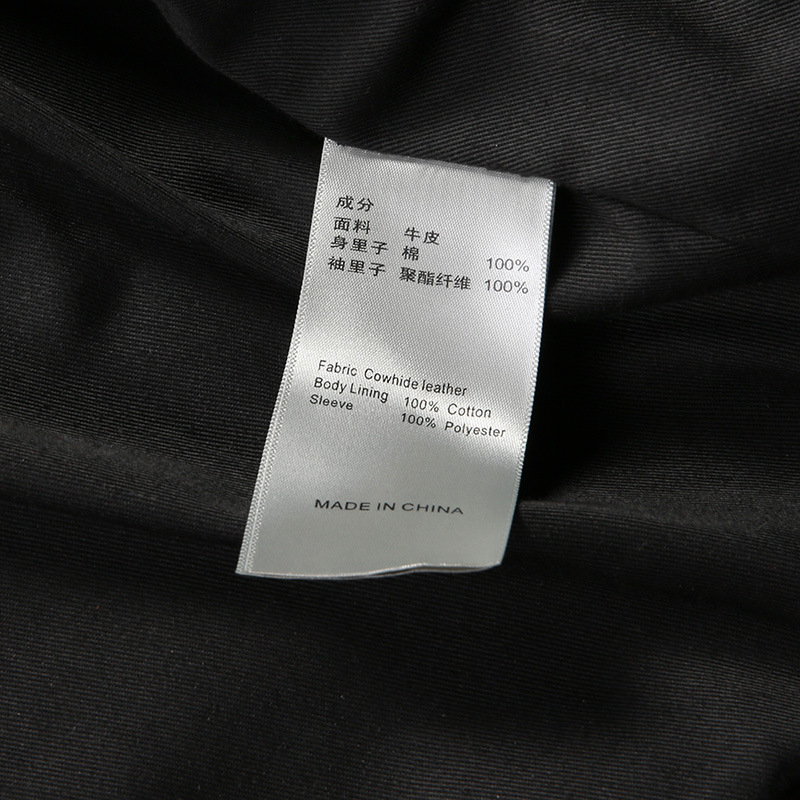 成分
面料 牛皮
身里子 棉 100%
袖里子 聚酯纤维 100%
Fabric Cowhide leather
Body Lining 100% Cotton
Sleeve 100% Polyester
MADE IN CHINA